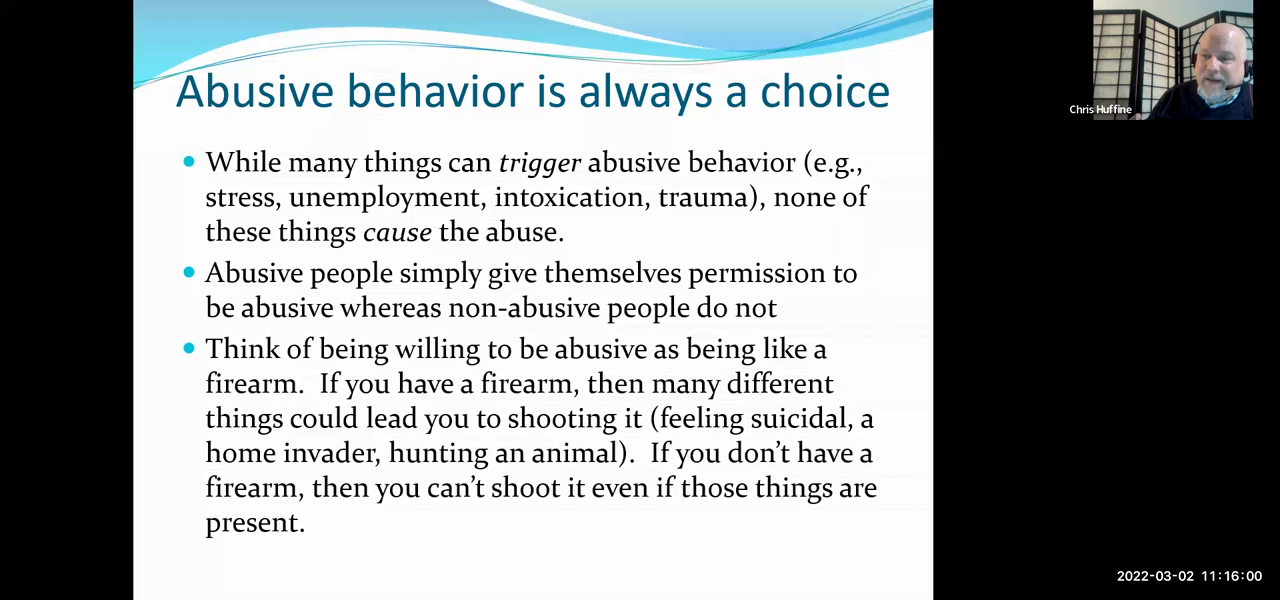 Abusive behavior is always a choice
Chris Huffine
• While many things can trigger abusive behavior (e.g.,
stress, unemployment, intoxication, trauma), none of
these things cause the abuse.
• Abusive people simply give themselves permission to
be abusive whereas non-abusive people do not
• Think of being willing to be abusive as being like a
firearm.  If you have a firearm, then many different
things could lead you to shooting it (feeling suicidal, a
home invader, hunting an animal).  If you don’t have a
firearm, then you can’t shoot it even if those things are
present.
2022-03-02 11:16:00